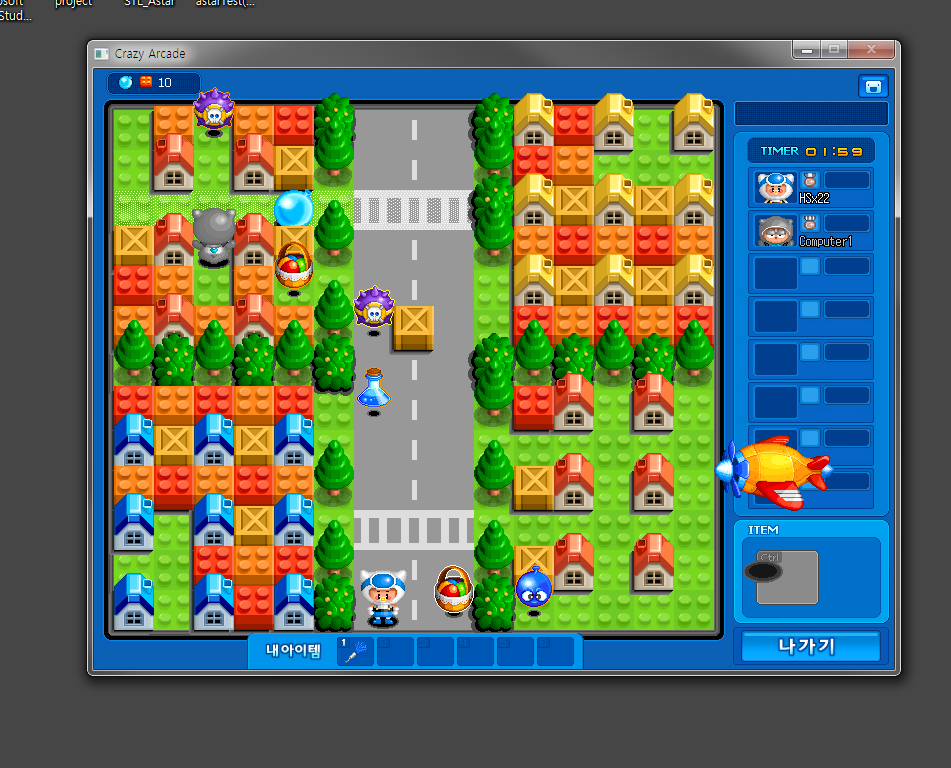 project
STL_Astar
astarTest(...
Stud...
Crazy Arcade
10
TIMER 01:59
HSx22
Computer1
ITEM
Ctrl
내아이템
1
나가기